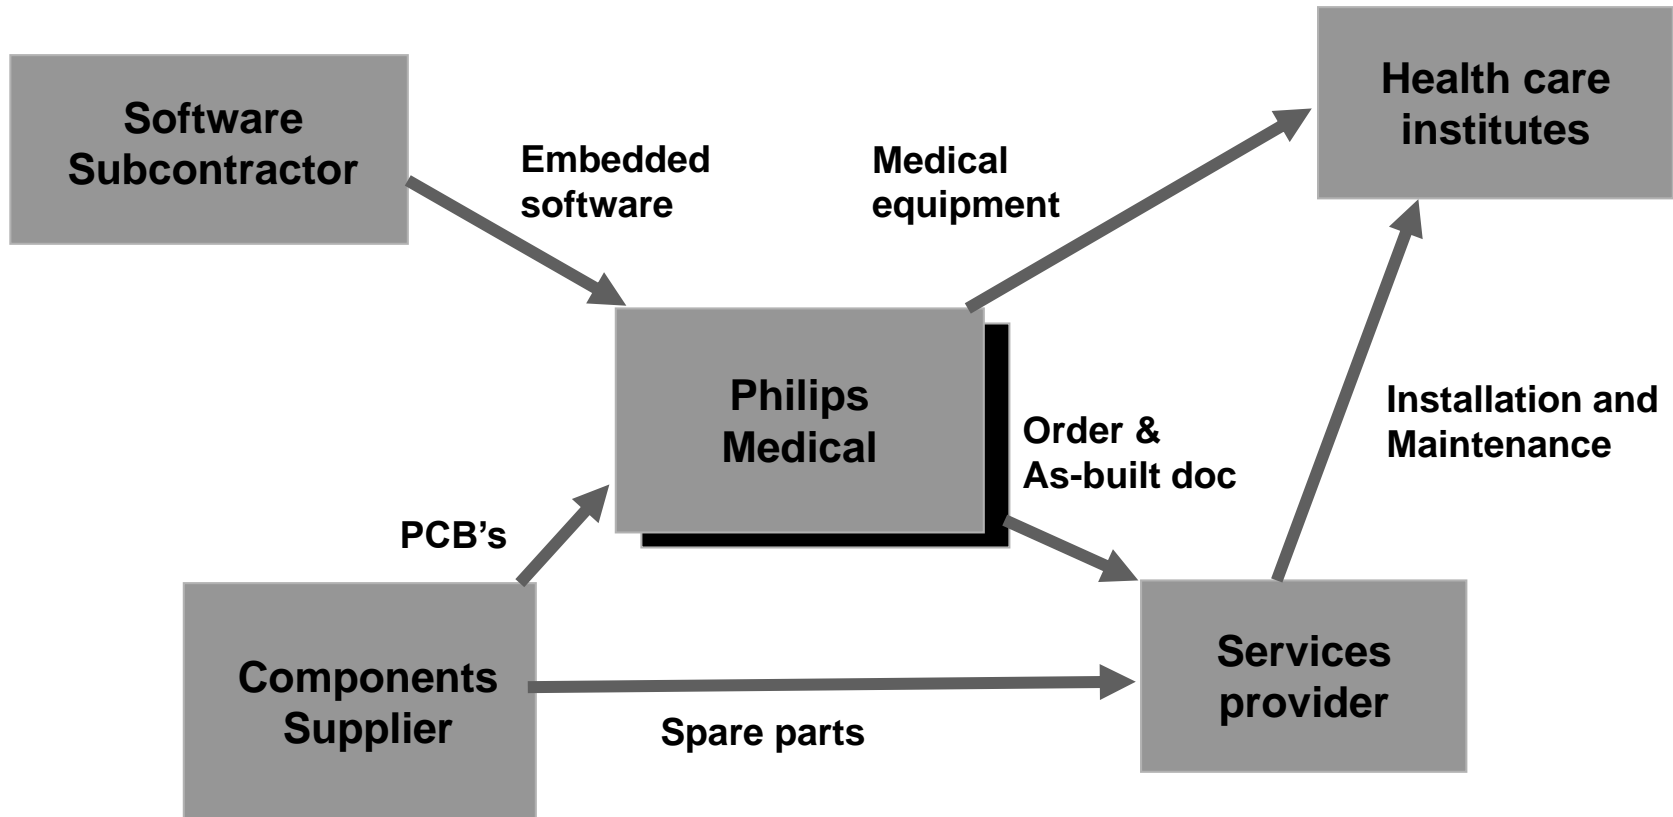 Software
Subcontractor
Embedded
software
Medical
equipment
Health care
institutes
Philips
Medical
Order &
As-built doc
Installation and
Maintenance
PCB’s
Components
Supplier
Spare parts
Services
provider